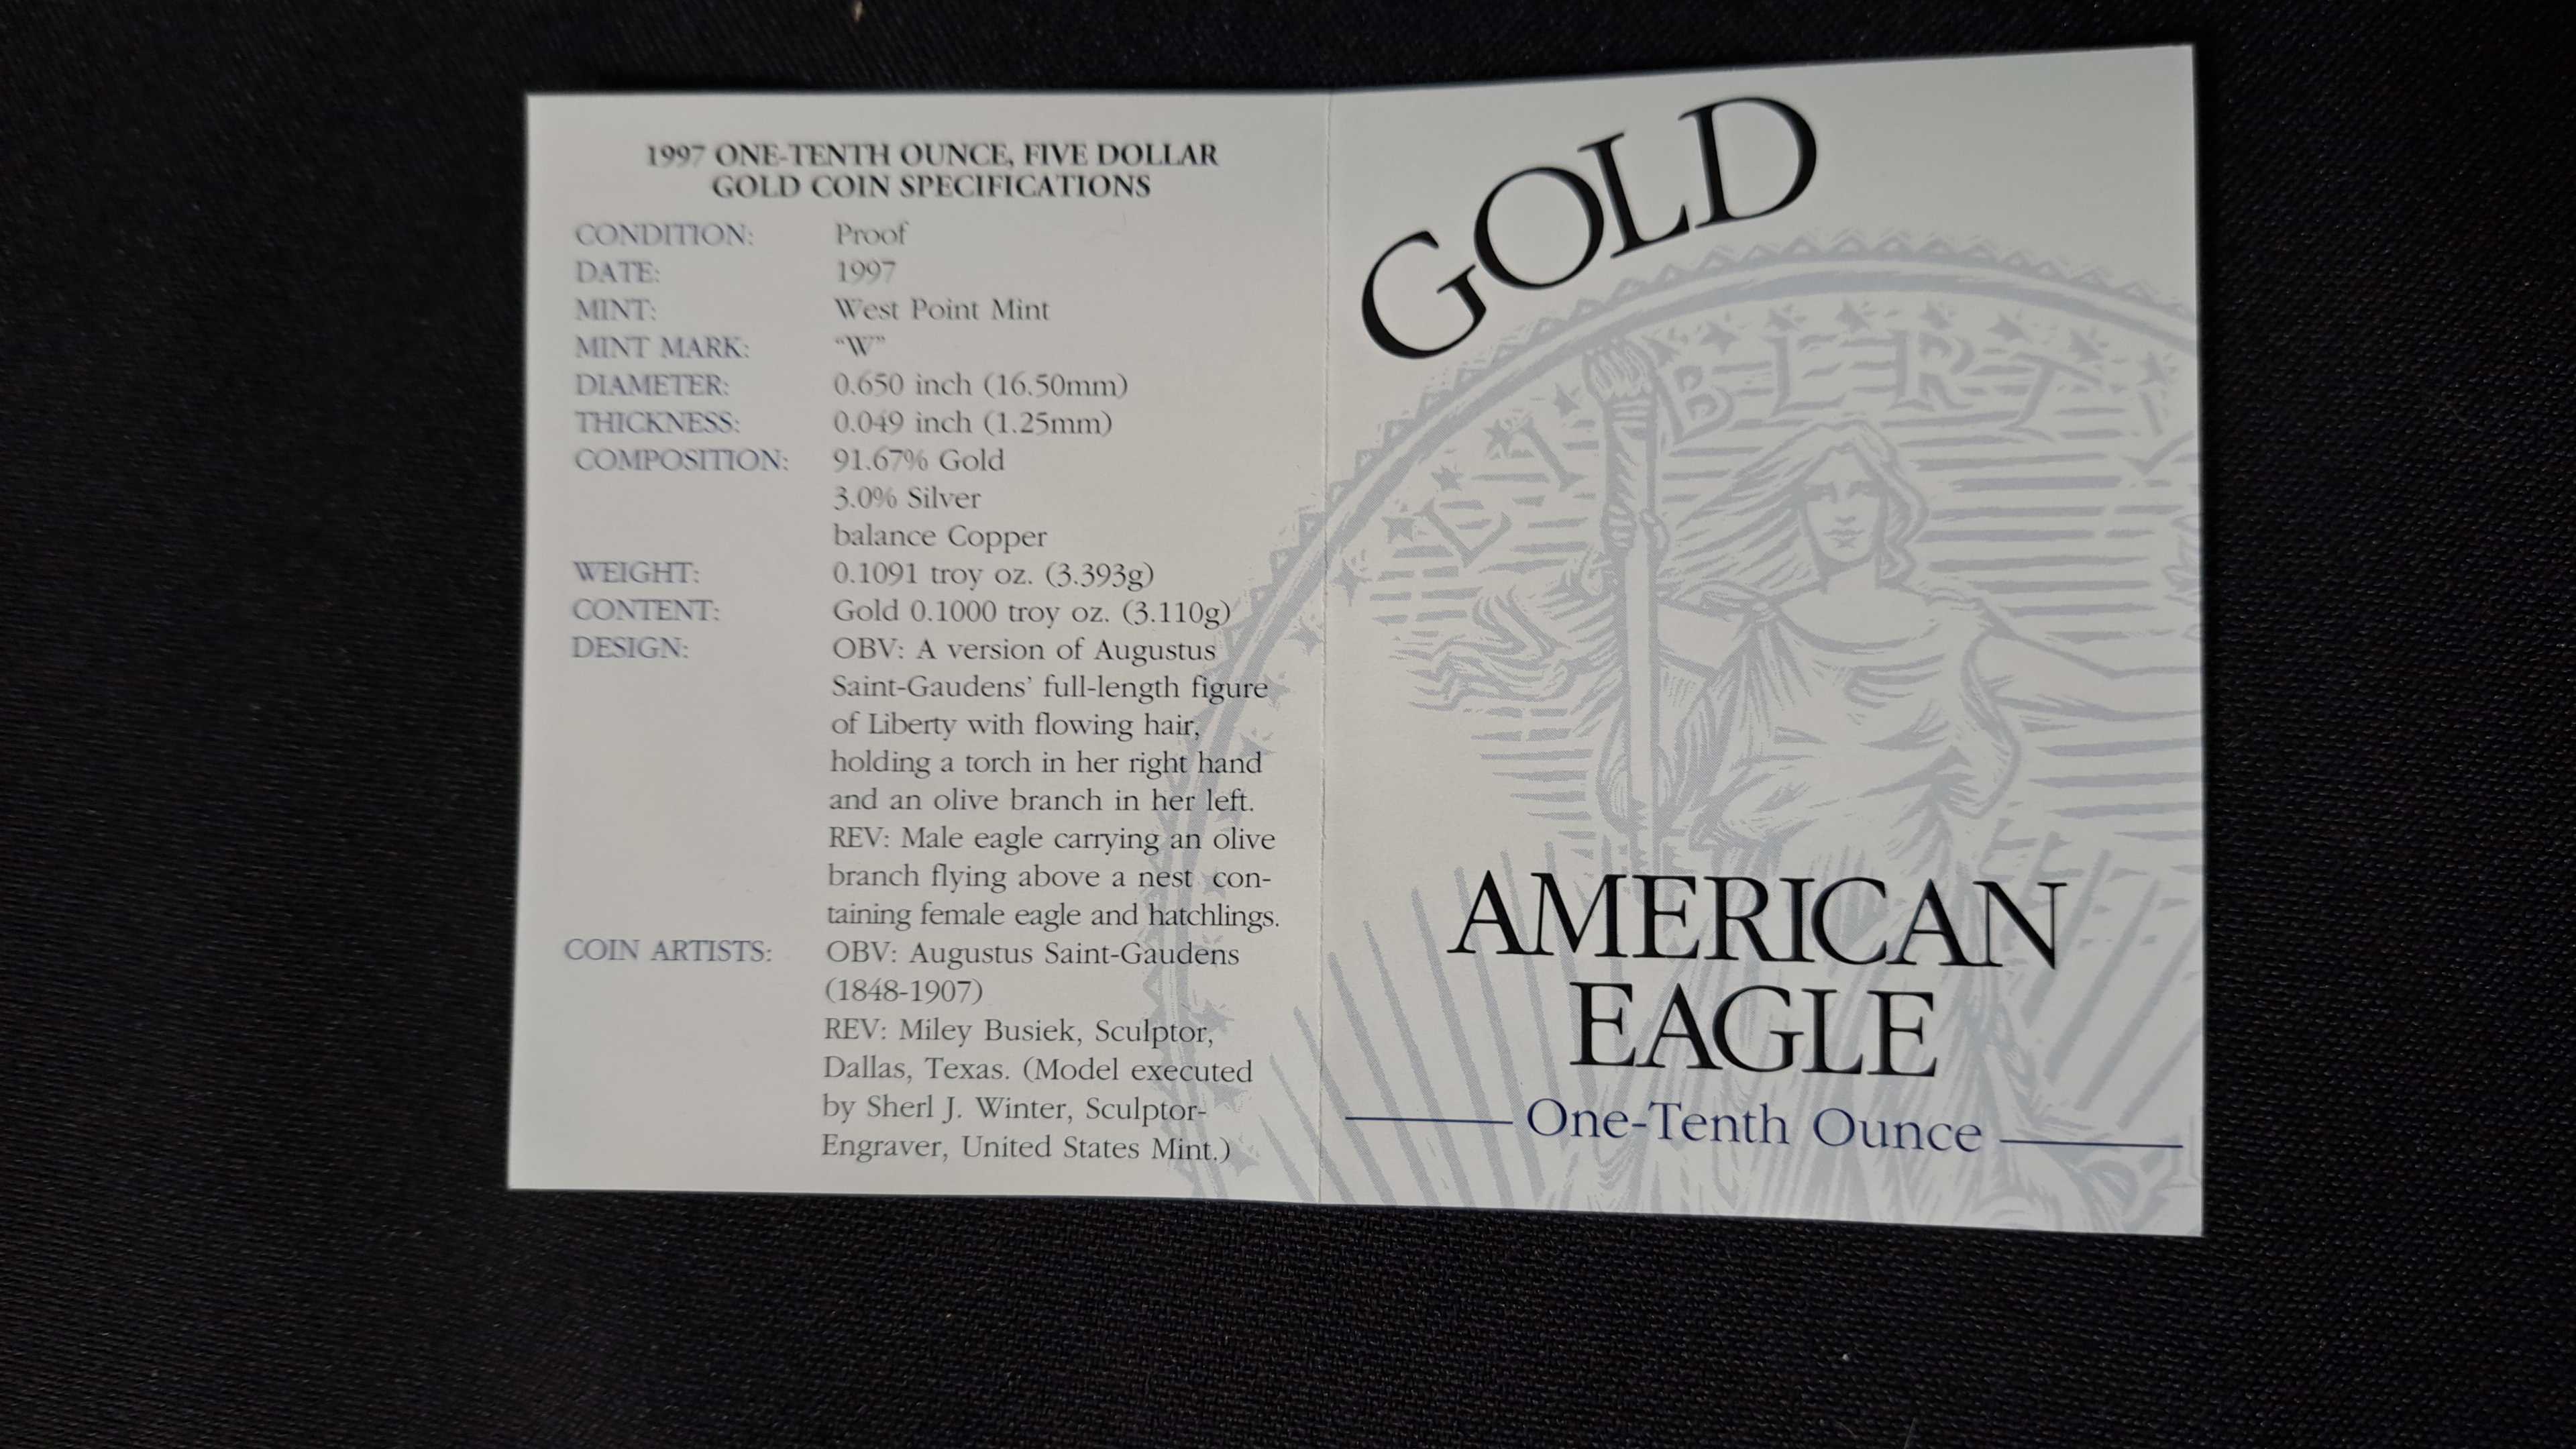 1997 ONE-TENTH OUNCE, FIVE DOLLAR
GOLD COIN SPECIFICATIONS
CONDITION: Proof
DATE: 1997
MINT: West Point Mint
MINT MARK: “W”
DIAMETER: 0.650 inch (16.50mm)
THICKNESS: 0.049 inch (1.25mm)
COMPOSITION: 91.67% Gold
3.0% Silver
balance Copper
WEIGHT: 0.1091 troy oz. (3.393g)
CONTENT: Gold 0.1000 troy oz. (3.110g)
DESIGN: OBV: A version of Augustus
Saint-Gaudens’ full-length figure
of Liberty with flowing hair,
holding a torch in her right hand
and an olive branch in her left.
REV: Male eagle carrying an olive
branch flying above a nest con-
taining female eagle and hatchlings.
COIN ARTISTS: OBV: Augustus Saint-Gaudens
(1848-1907)
REV: Miley Busiek, Sculptor,
Dallas, Texas. (Model executed
by Sherl J. Winter, Sculptor-
Engraver, United States Mint.)
GOLD
LIBERTY
AMERICAN
EAGLE
One-Tenth Ounce